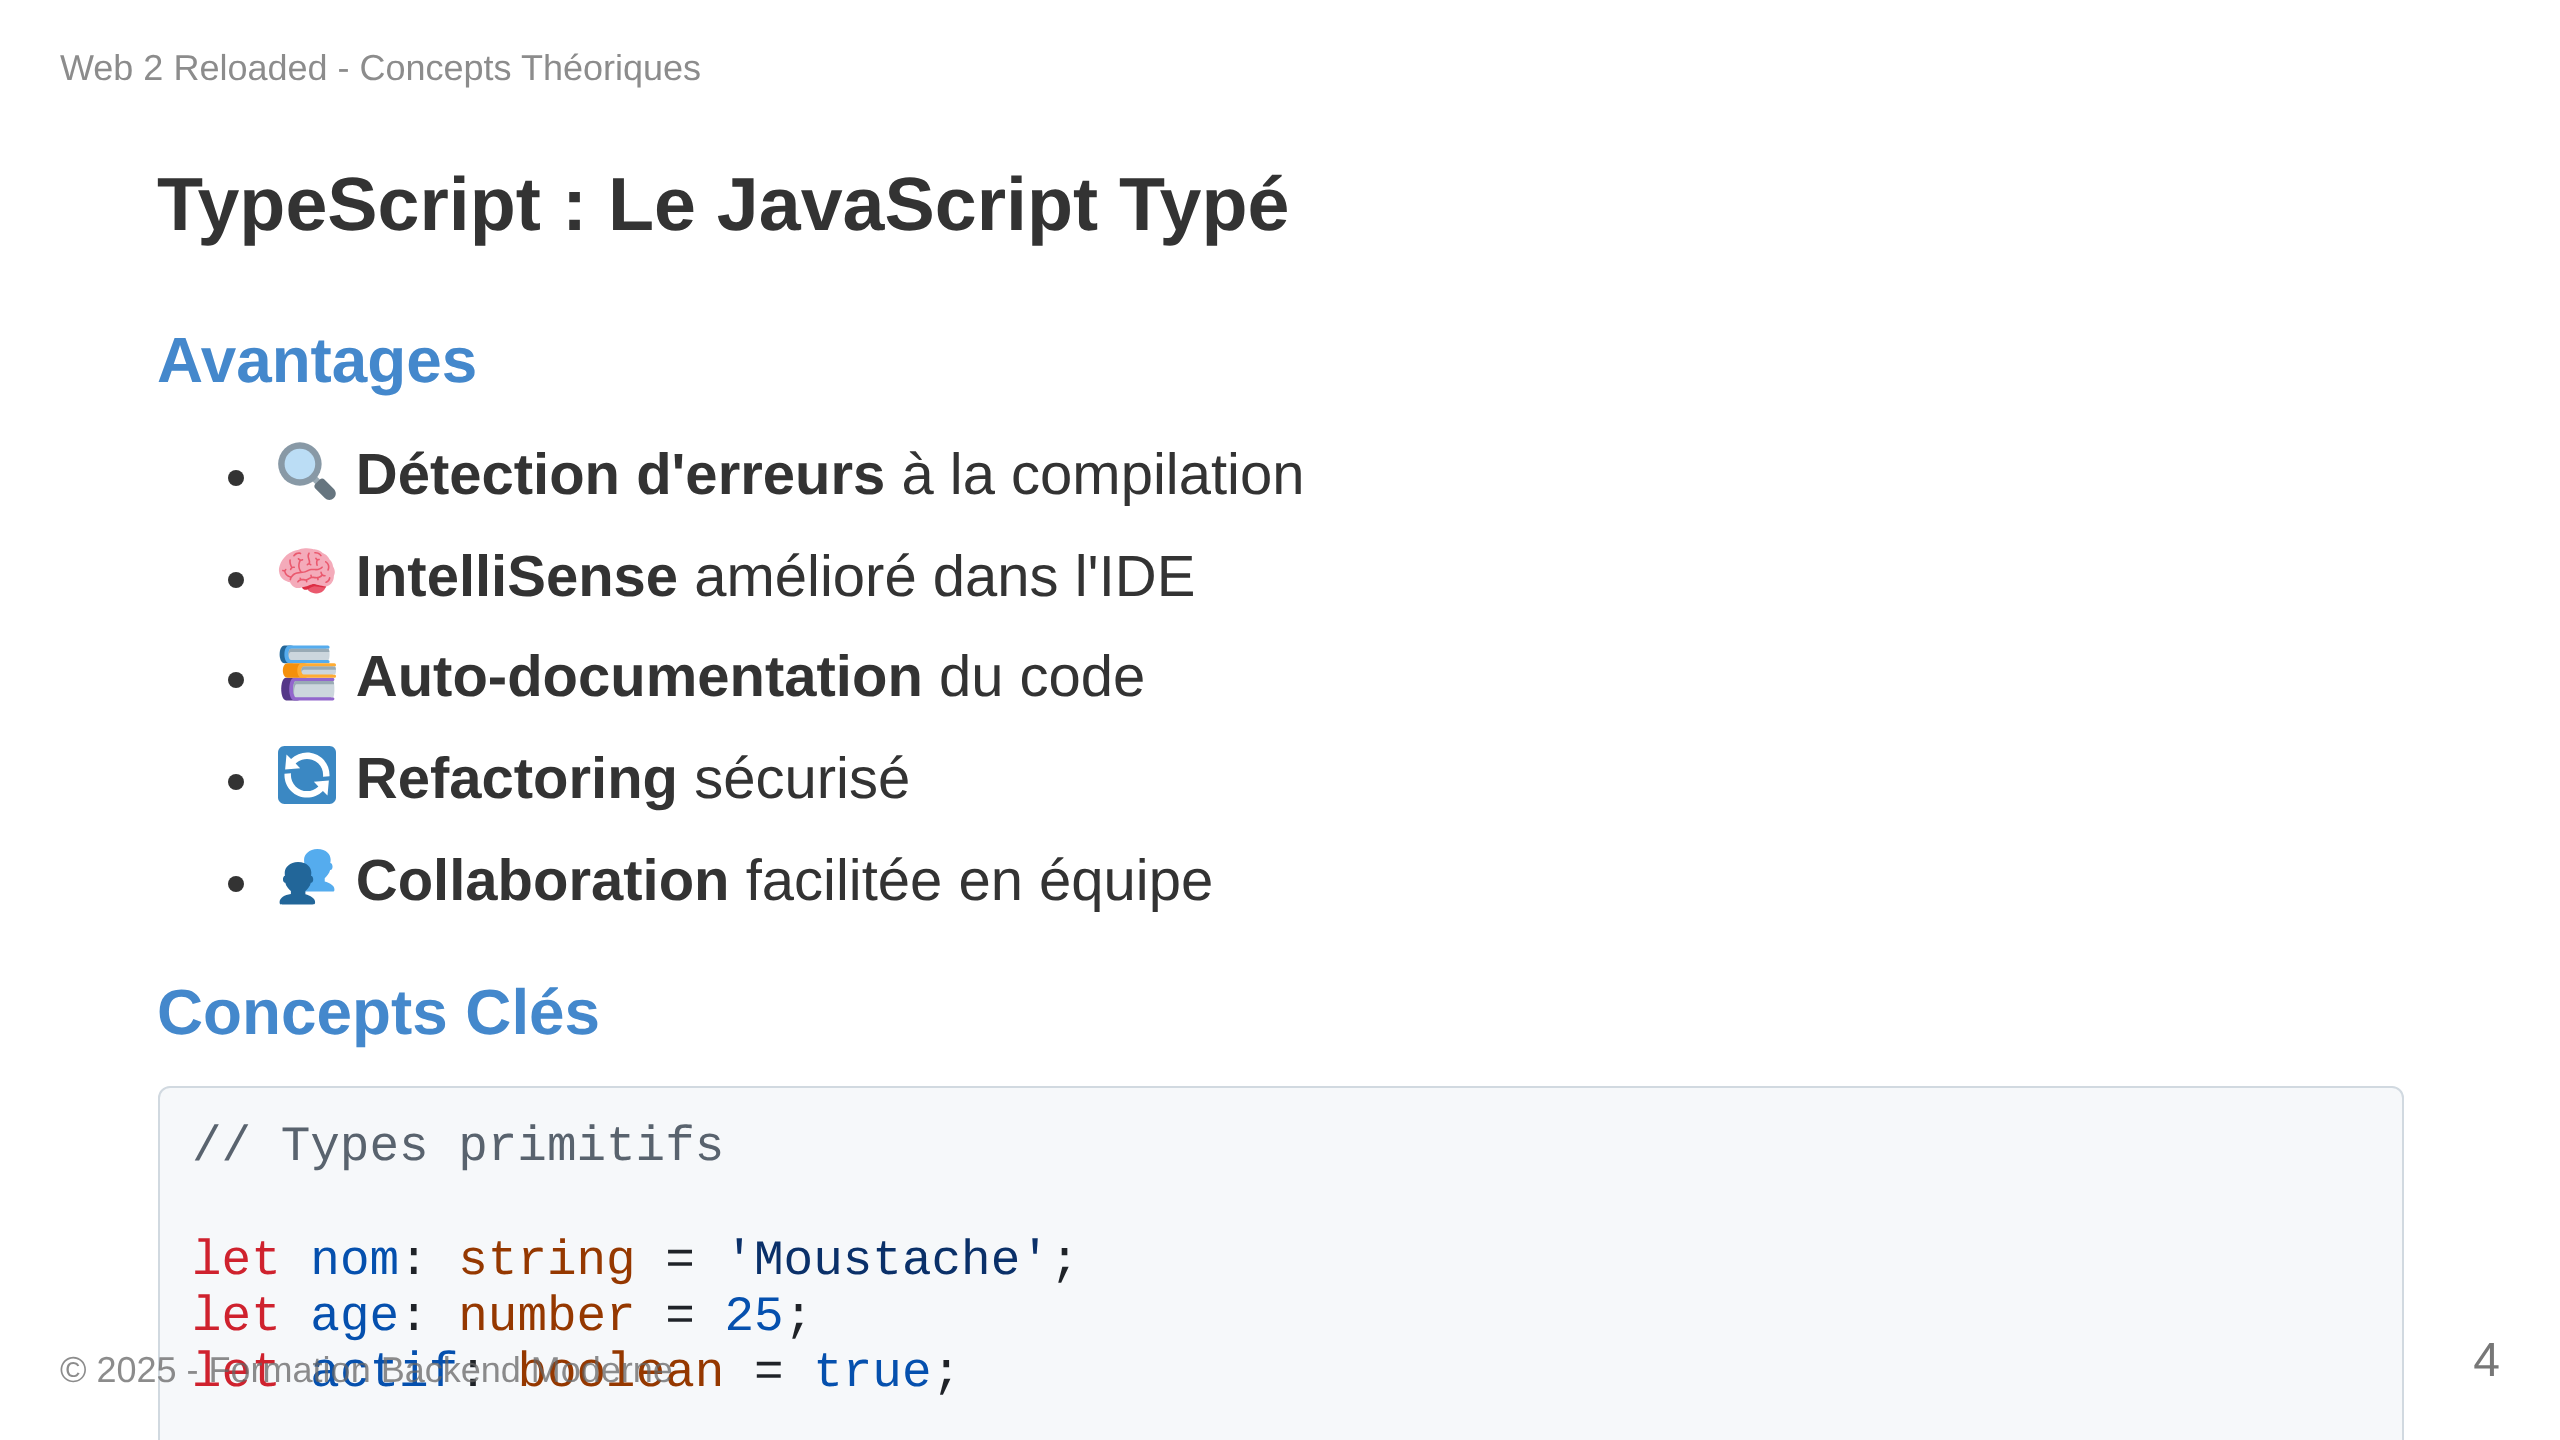 Web 2 Reloaded - Concepts Théoriques
TypeScript : Le JavaScript Typé
Avantages
• 🔍 Détection d'erreurs à la compilation
• 🧠 IntelliSense amélioré dans l'IDE
• 📚 Auto-documentation du code
• 🔄 Refactoring sécurisé
• 👥 Collaboration facilitée en équipe
Concepts Clés
// Types primitifs
let nom: string = 'Moustache';
let age: number = 25;
let actif: boolean = true;
© 2025 - Formation Backend Moderne
4